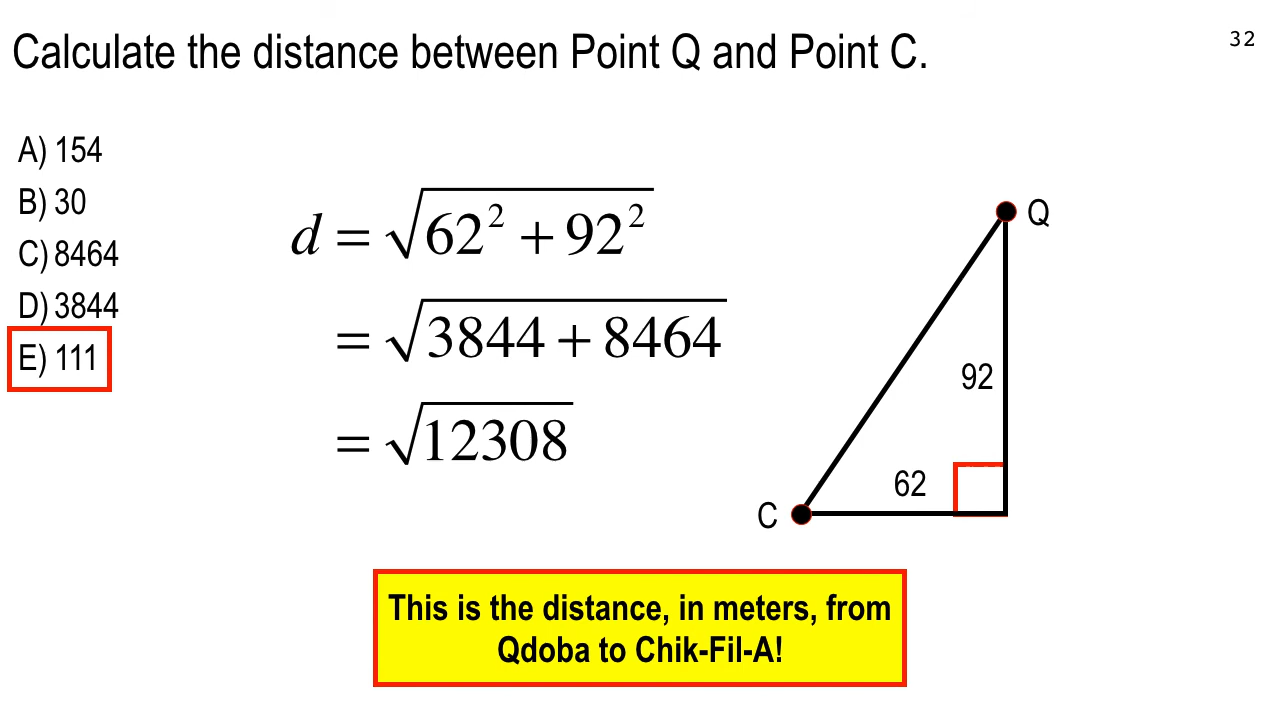 Calculate the distance between Point Q and Point C.
32
A) 154
B) 30
C) 8464
D) 3844
E) 111
d = √62² + 92²
= √3844 + 8464
= √12308
Q
92
62
C
This is the distance, in meters, from
Qdoba to Chik-Fil-A!